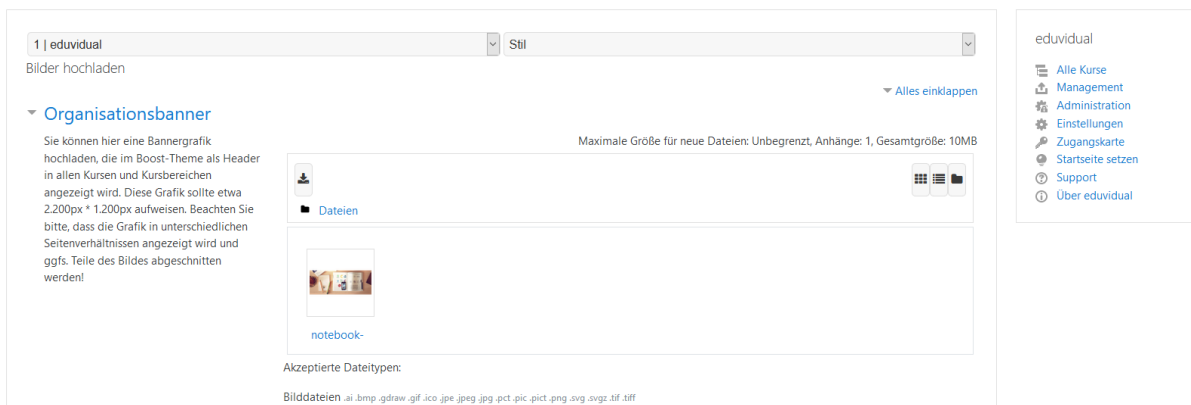 1 | eduvidual
Stil
Bilder hochladen
Alles einklappen
Organisationsbanner
Sie können hier eine Bannergrafik
hochladen, die im Boost-Theme als Header
in allen Kursen und Kursbereichen
angezeigt wird. Diese Grafik sollte etwa
2.200px * 1.200px aufweisen. Beachten Sie
bitte, dass die Grafik in unterschiedlichen
Seitenverhältnissen angezeigt wird und
ggfs. Teile des Bildes abgeschnitten
werden!
Maximale Größe für neue Dateien: Unbegrenzt, Anhänge: 1, Gesamtgröße: 10MB
Dateien
notebook-
Akzeptierte Dateitypen:
Bilddateien .ai .bmp .gdraw .gif .ico .jpe .jpeg .jpg .pct .pic .pict .png .svg .svgz .tif .tiff
eduvidual
Alle Kurse
Management
Administration
Einstellungen
Zugangskarte
Startseite setzen
Support
Über eduvidual